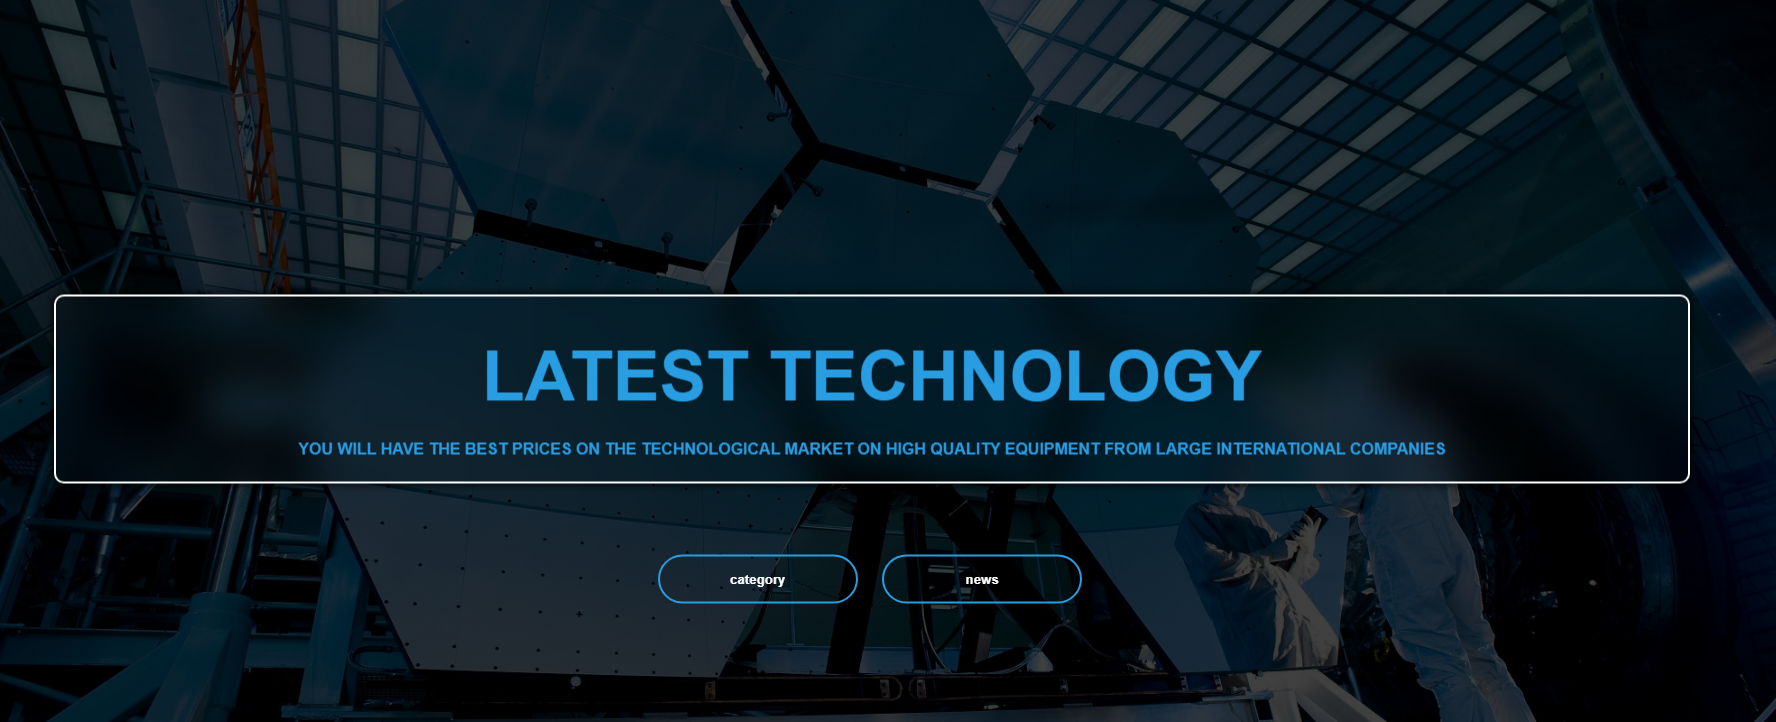 LATEST TECHNOLOGY
YOU WILL HAVE THE BEST PRICES ON THE TECHNOLOGICAL MARKET ON HIGH QUALITY EQUIPMENT FROM LARGE INTERNATIONAL COMPANIES
category news